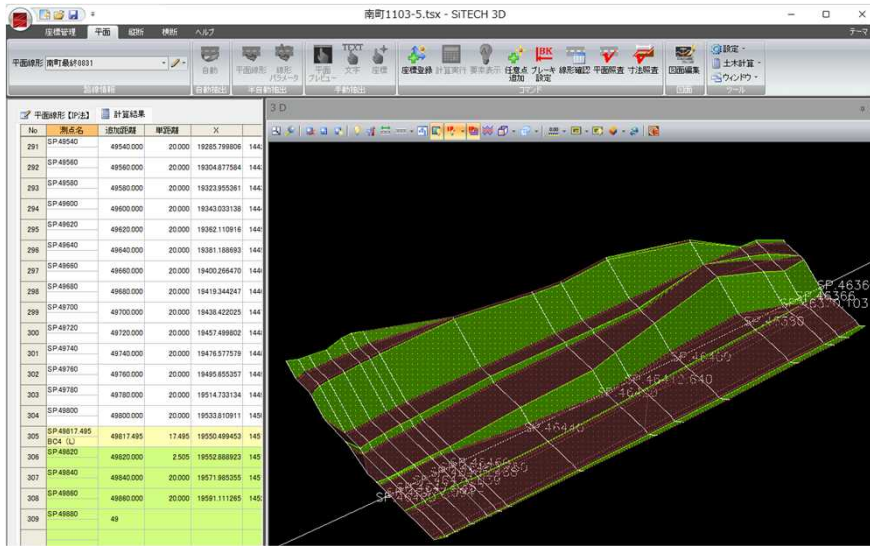 南町1103-5.tsx - SiTECH 3D
座標管理 平面 縦断 横断 ヘルプ
テーマ
平面線形 南町最終0831
自動
平面線形 線形パラメータ
平面プレビュー
TEXT
文字 座標
座標登録 計算実行 要素表示 任意点追加
BK
ブレーキ設定 線形確認 平面照査 寸法照査
図面編集
設定
土木計算
ウィンドウ
路線情報 自動抽出 半自動抽出 手動抽出 コマンド 図面 ツール
平面線形【IP法】 計算結果
3 D
No 測点名 追加距離 単距離 X
291 SP.49540 49540.000 20.000 19285.799806
292 SP.49560 49560.000 20.000 19304.877584
293 SP.49580 49580.000 20.000 19323.955361
294 SP.49600 49600.000 20.000 19343.033138
295 SP.49620 49620.000 20.000 19362.110916
296 SP.49640 49640.000 20.000 19381.188693
297 SP.49660 49660.000 20.000 19400.266470
298 SP.49680 49680.000 20.000 19419.344247
299 SP.49700 49700.000 20.000 19438.422025
300 SP.49720 49720.000 20.000 19457.499802
301 SP.49740 49740.000 20.000 19476.577579
302 SP.49760 49760.000 20.000 19495.655357
303 SP.49780 49780.000 20.000 19514.733134
304 SP.49800 49800.000 20.000 19533.810911
305 SP.49817.495 49817.495 17.495 19550.499453
BC4 (L)
306 SP.49820 49820.000 2.505 19552.888923
307 SP.49840 49840.000 20.000 19571.985355
308 SP.49860 49860.000 20.000 19591.111265
309 SP.49880 49
SP.46366
SP.46380
SP.46400
SP.46412.640
SP.46440